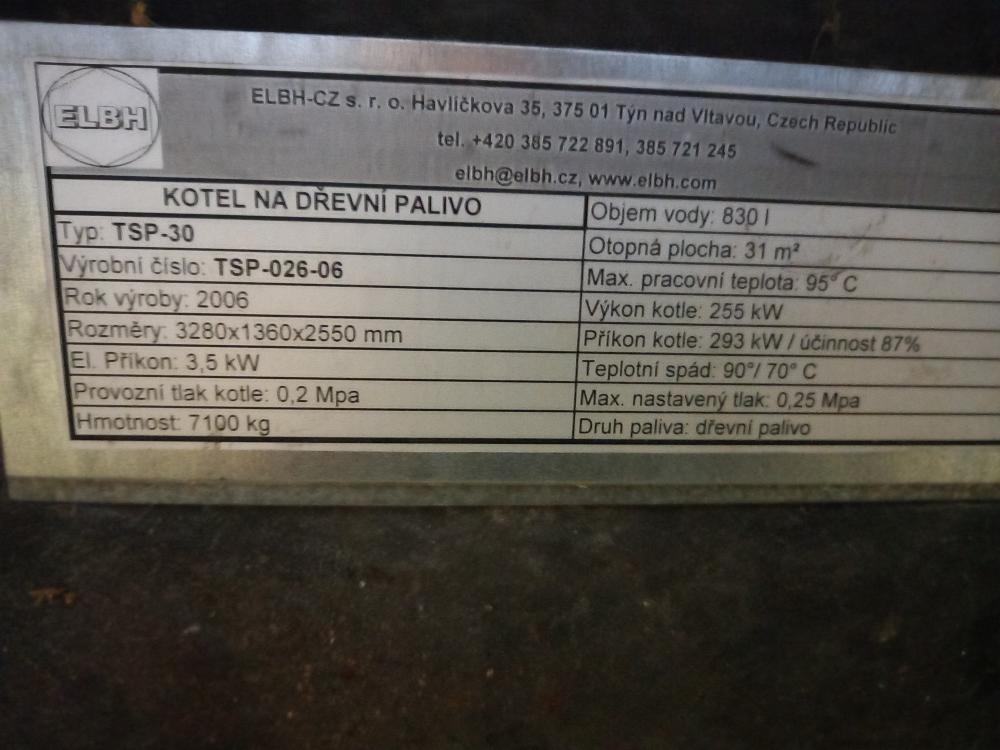 ELBH
ELBH-CZ s. r. o. Havlíčkova 35, 375 01 Týn nad Vltavou, Czech Republic
tel. +420 385 722 891, 385 721 245
elbh@elbh.cz, www.elbh.com
KOTEL NA DŘEVNÍ PALIVO
Typ: TSP-30
Výrobní číslo: TSP-026-06
Rok výroby: 2006
Rozměry: 3280x1360x2550 mm
El. Příkon: 3,5 kW
Provozní tlak kotle: 0,2 Mpa
Hmotnost: 7100 kg
Objem vody: 830 l
Otopná plocha: 31 m²
Max. pracovní teplota: 95° C
Výkon kotle: 255 kW
Příkon kotle: 293 kW / účinnost 87%
Teplotní spád: 90°/ 70° C
Max. nastavený tlak: 0,25 Mpa
Druh paliva: dřevní palivo